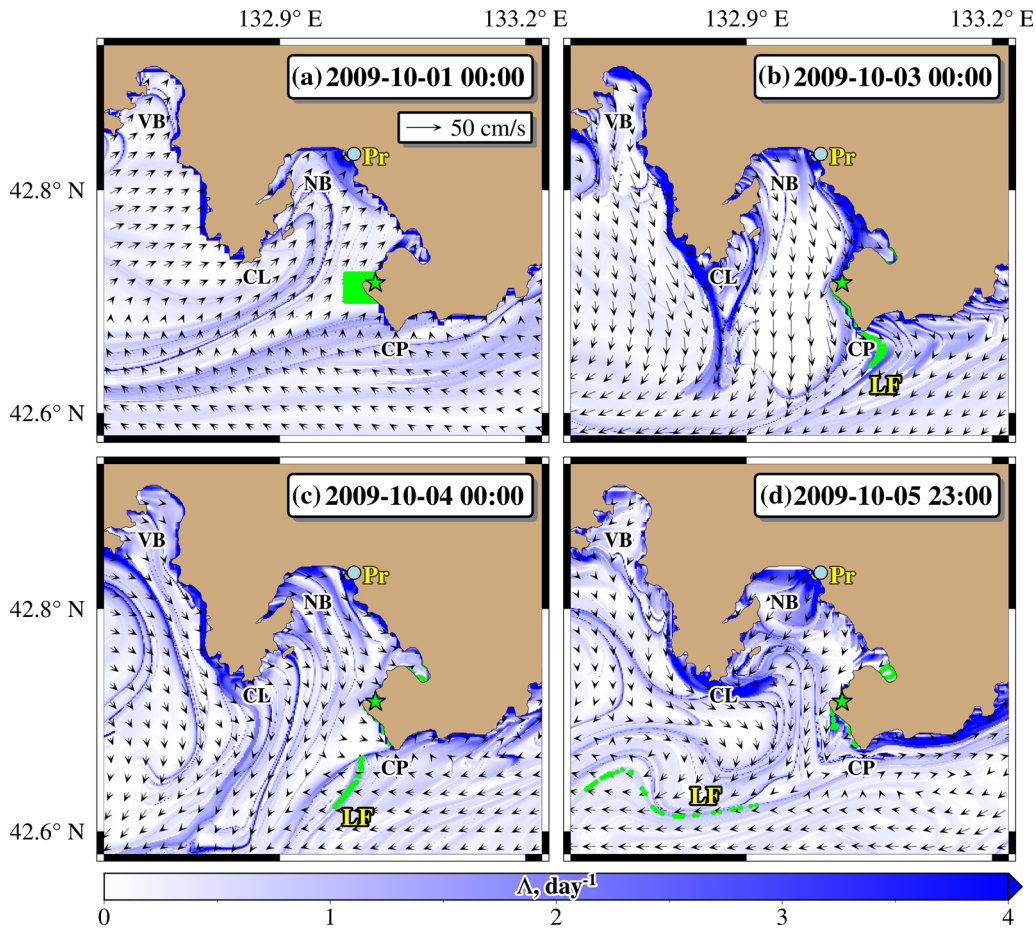 132.9° E 133.2° E 132.9° E 133.2° E
(a) 2009-10-01 00:00
50 cm/s
VB
Pr
NB
42.8° N
CL
CP
42.6° N
(b) 2009-10-03 00:00
VB
Pr
NB
CL
CP
LF
(c) 2009-10-04 00:00
VB
Pr
NB
42.8° N
CL
CP
LF
42.6° N
(d) 2009-10-05 23:00
VB
Pr
NB
CL
CP
LF
Λ, day-1
0 1 2 3 4